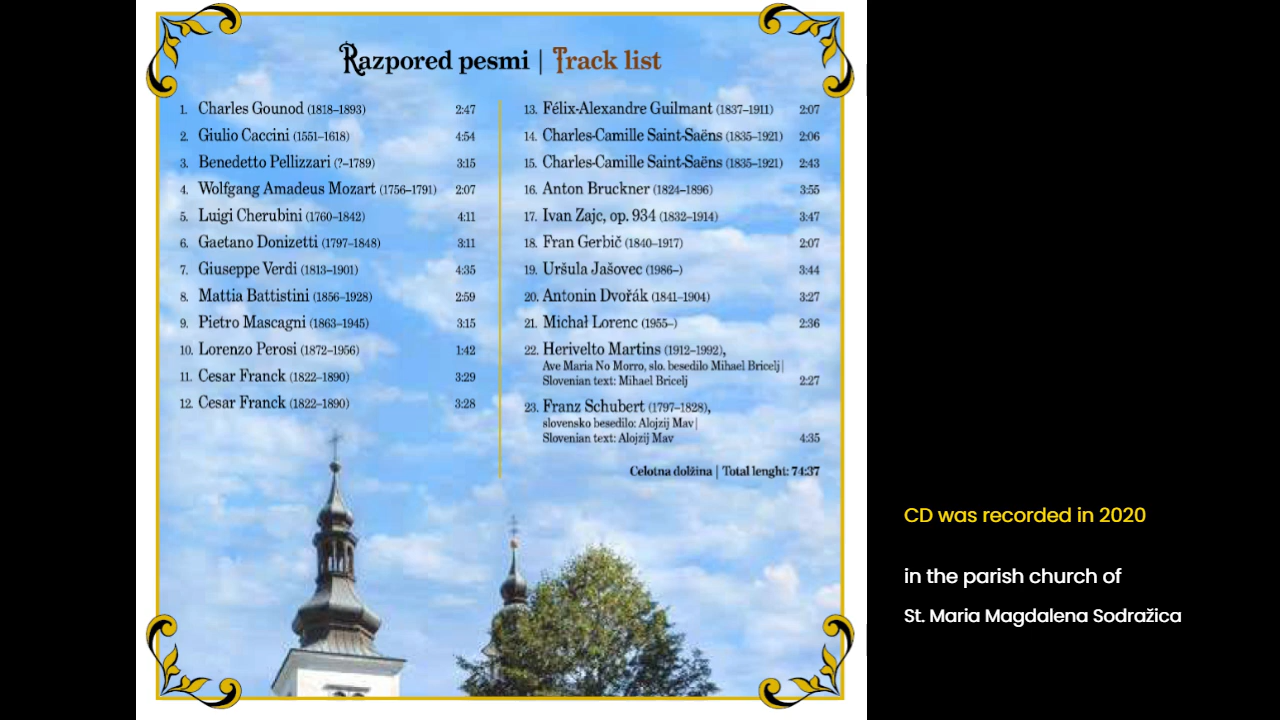 Razpored pesmi | Track list
1. Charles Gounod (1818–1893) 2:47
2. Giulio Caccini (1551–1618) 4:54
3. Benedetto Pellizzari (?–1789) 3:15
4. Wolfgang Amadeus Mozart (1756–1791) 2:07
5. Luigi Cherubini (1760–1842) 4:11
6. Gaetano Donizetti (1797–1848) 3:11
7. Giuseppe Verdi (1813–1901) 4:35
8. Mattia Battistini (1856–1928) 2:59
9. Pietro Mascagni (1863–1945) 3:15
10. Lorenzo Perosi (1872–1956) 1:42
11. Cesar Franck (1822–1890) 3:29
12. Cesar Franck (1822–1890) 3:28
13. Félix-Alexandre Guilmant (1837–1911) 2:07
14. Charles-Camille Saint-Saëns (1835–1921) 2:06
15. Charles-Camille Saint-Saëns (1835–1921) 2:43
16. Anton Bruckner (1824–1896) 3:55
17. Ivan Zajc, op. 934 (1832–1914) 3:47
18. Fran Gerbič (1840–1917) 2:07
19. Uršula Jašovec (1986–) 3:44
20. Antonin Dvořák (1841–1904) 3:27
21. Michał Lorenc (1955–) 2:36
22. Herivelto Martins (1912–1992),
Ave Maria No Morro, slo. besedilo Mihael Bricelj |
Slovenian text: Mihael Bricelj 2:27
23. Franz Schubert (1797–1828),
slovensko besedilo: Alojzij Mav |
Slovenian text: Alojzij Mav 4:35
Celotna dolžina | Total lenght: 74:37
CD was recorded in 2020
in the parish church of
St. Maria Magdalena Sodražica